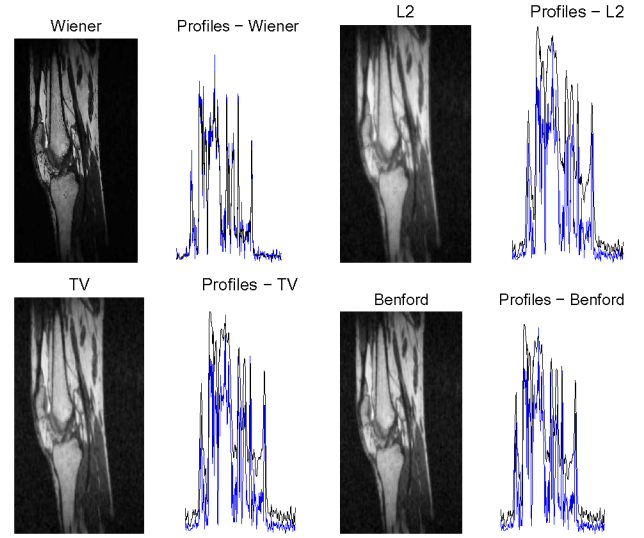 Wiener
Profiles − Wiener
L2
Profiles − L2
TV
Profiles − TV
Benford
Profiles − Benford